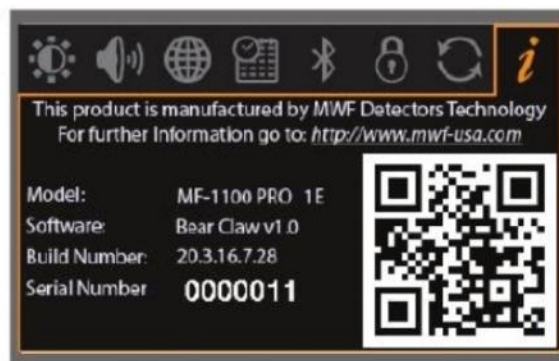 i
This product is manufactured by MWF Detectors Technology
For further Information go to: http://www.mwf-usa.com
Model: MF-1100 PRO 1E
Software: Bear Claw v1.0
Build Number: 20.3.16.7.28
Serial Number 0000011